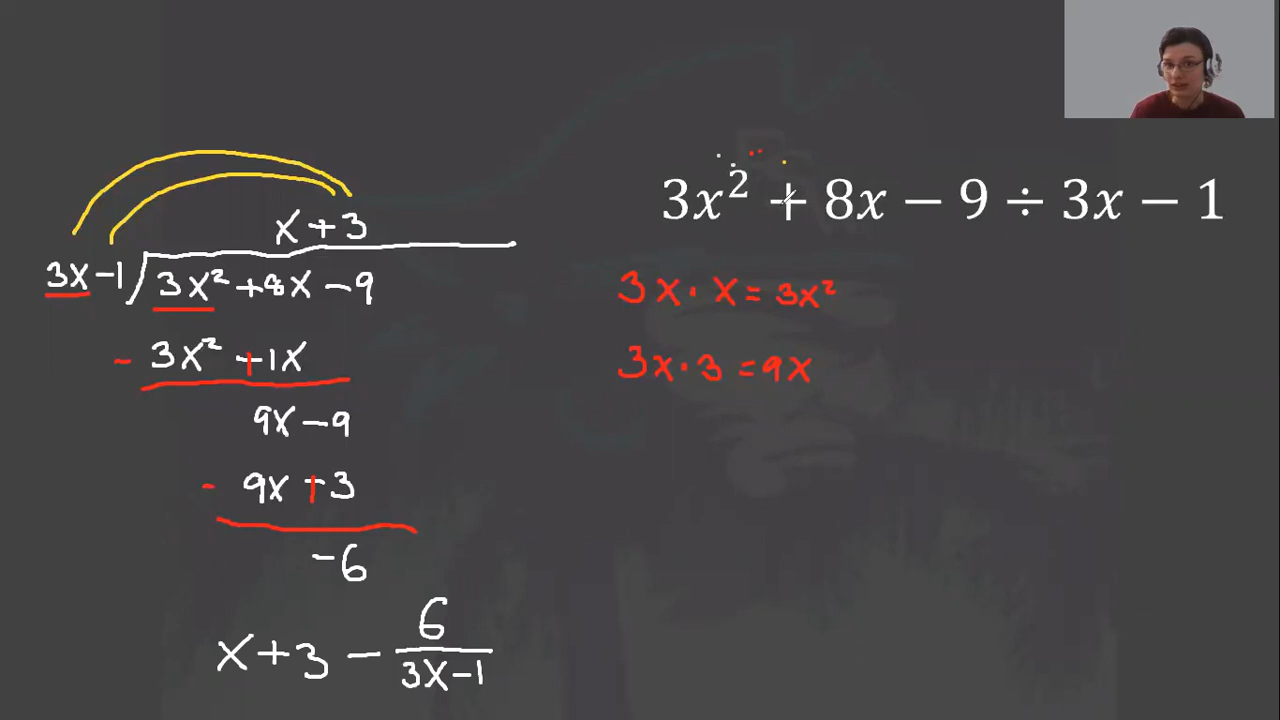 3x² + 8x − 9 ÷ 3x − 1
x+3
3x-1 3x²+8x-9
- 3x² +1x
9x-9
- 9x +3
-6
x+3 - 6/(3x-1)
3x · x = 3x²
3x · 3 = 9x